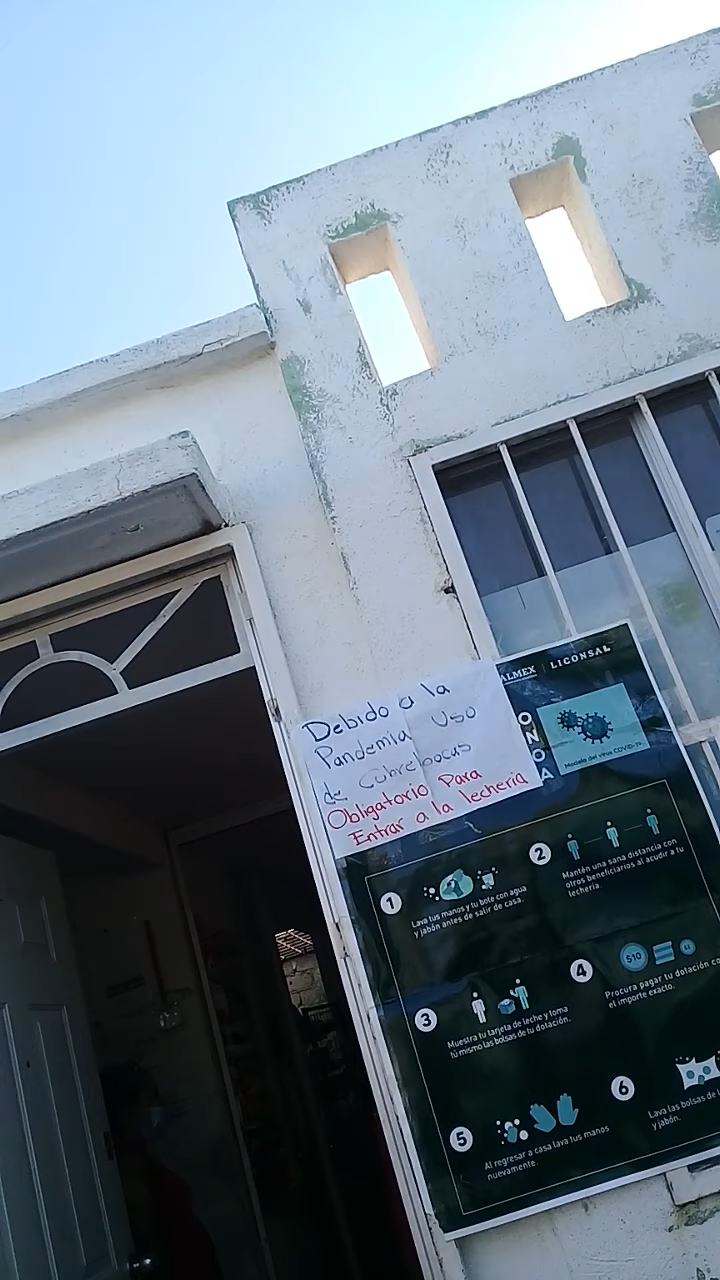 Debido a la
Pandemia Uso
de Cubrebocas
Obligatorio Para
Entrar a la lecheria
LICONSA
Modelo del virus COVID-19.
1
Lava tus manos y tu bote con agua
y jabón antes de salir de casa.
2
Mantén una sana distancia con
otros beneficiarios al acudir a tu
lechería.
3
Muestra tu tarjeta de leche y toma
tú mismo las bolsas de tu dotación.
4
$10
Procura pagar tu dotación
el importe exacto.
5
Al regresar a casa lava tus manos
nuevamente.
6
Lava las bolsas de
y jabón.